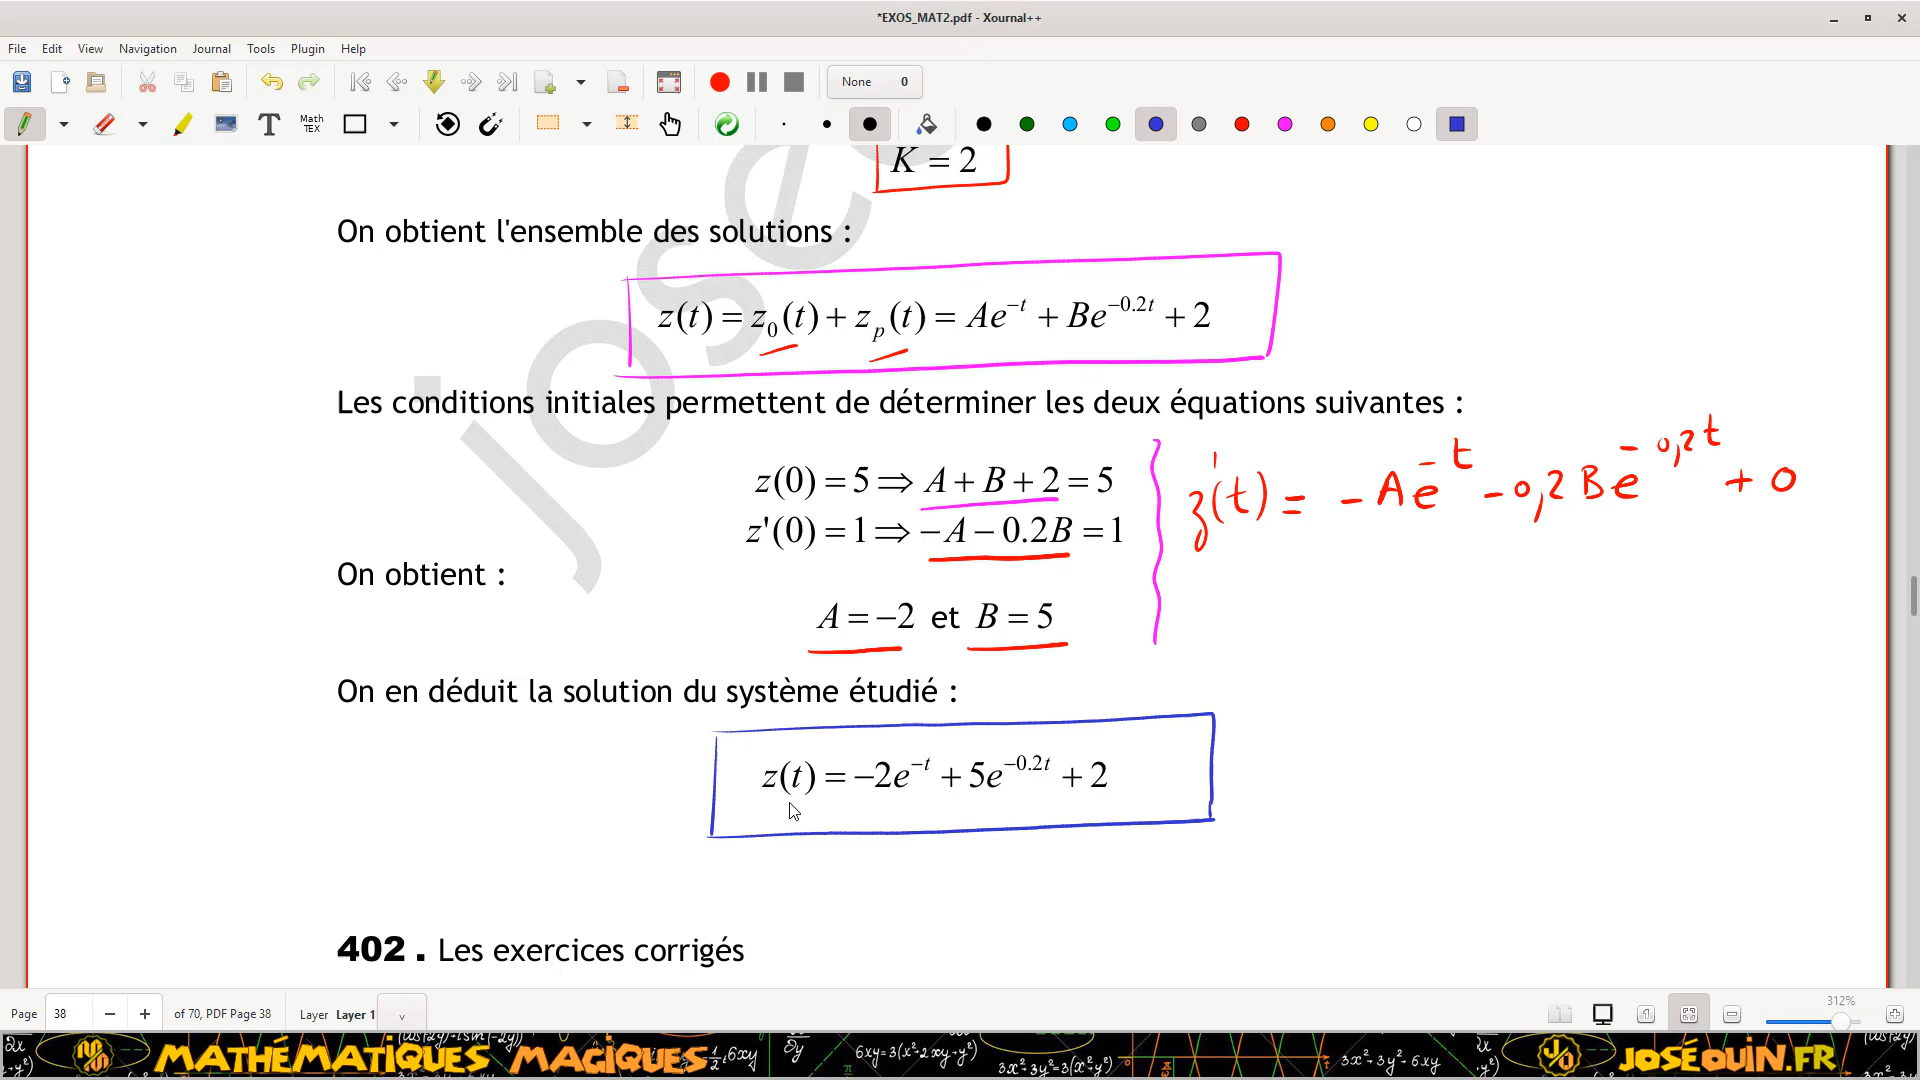 *EXOS_MAT2.pdf - Xournal++
File Edit View Navigation Journal Tools Plugin Help
None 0
Math TEX
K = 2
On obtient l'ensemble des solutions :
z(t) = z₀(t) + zₚ(t) = Ae^{-t} + Be^{-0.2t} + 2
Les conditions initiales permettent de déterminer les deux équations suivantes :
z(0) = 5 ⇒ A + B + 2 = 5
z'(0) = 1 ⇒ -A - 0.2B = 1
z'(t) = - A e^{-t} - 0,2 B e^{-0,2t} + 0
On obtient :
A = -2 et B = 5
On en déduit la solution du système étudié :
z(t) = -2e^{-t} + 5e^{-0.2t} + 2
402 . Les exercices corrigés
Page 38 of 70, PDF Page 38 Layer Layer 1 312%
MATHÉMATIQUES MAGIQUES JOSÉQUIN.FR